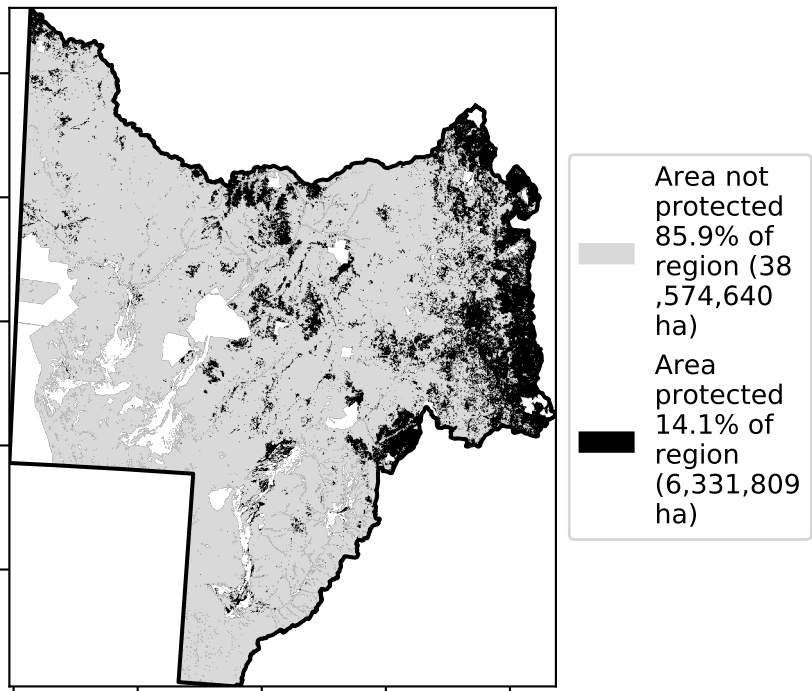 Area not
protected
85.9% of
region (38
,574,640
ha)
Area
protected
14.1% of
region
(6,331,809
ha)